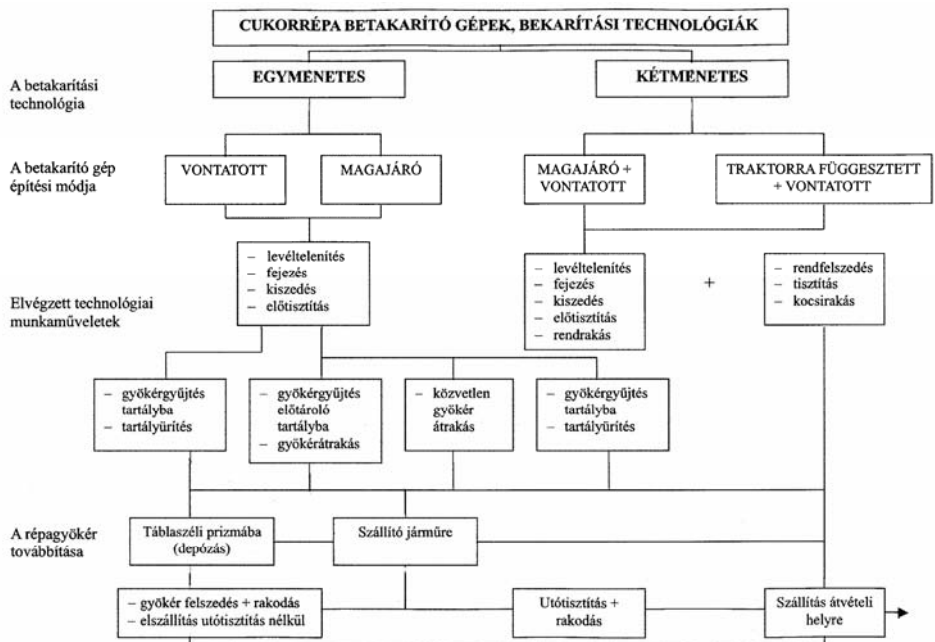 CUKORRÉPA BETAKARÍTÓ GÉPEK, BEKARÍTÁSI TECHNOLÓGIÁK
A betakarítási
technológia
EGYMENETES
KÉTMENETES
A betakarító gép
építési módja
VONTATOTT
MAGAJÁRÓ
MAGAJÁRÓ +
VONTATOTT
TRAKTORRA FÜGGESZTETT
+ VONTATOTT
Elvégzett technológiai
munkaműveletek
– levéltelenítés
– fejezés
– kiszedés
– előtisztítás
– levéltelenítés
– fejezés
– kiszedés
– előtisztítás
– rendrakás
+
– rendfelszedés
– tisztítás
– kocsirakás
– gyökérgyűjtés
tartályba
– tartályürítés
– gyökérgyűjtés
előtároló
tartályba
– gyökérátrakás
– közvetlen
gyökér
átrakás
– gyökérgyűjtés
tartályba
– tartályürítés
A répagyökér
továbbítása
Táblaszéli prizmába
(depózás)
Szállító járműre
– gyökér felszedés + rakodás
– elszállítás utótisztítás nélkül
Utótisztítás +
rakodás
Szállítás átvételi
helyre